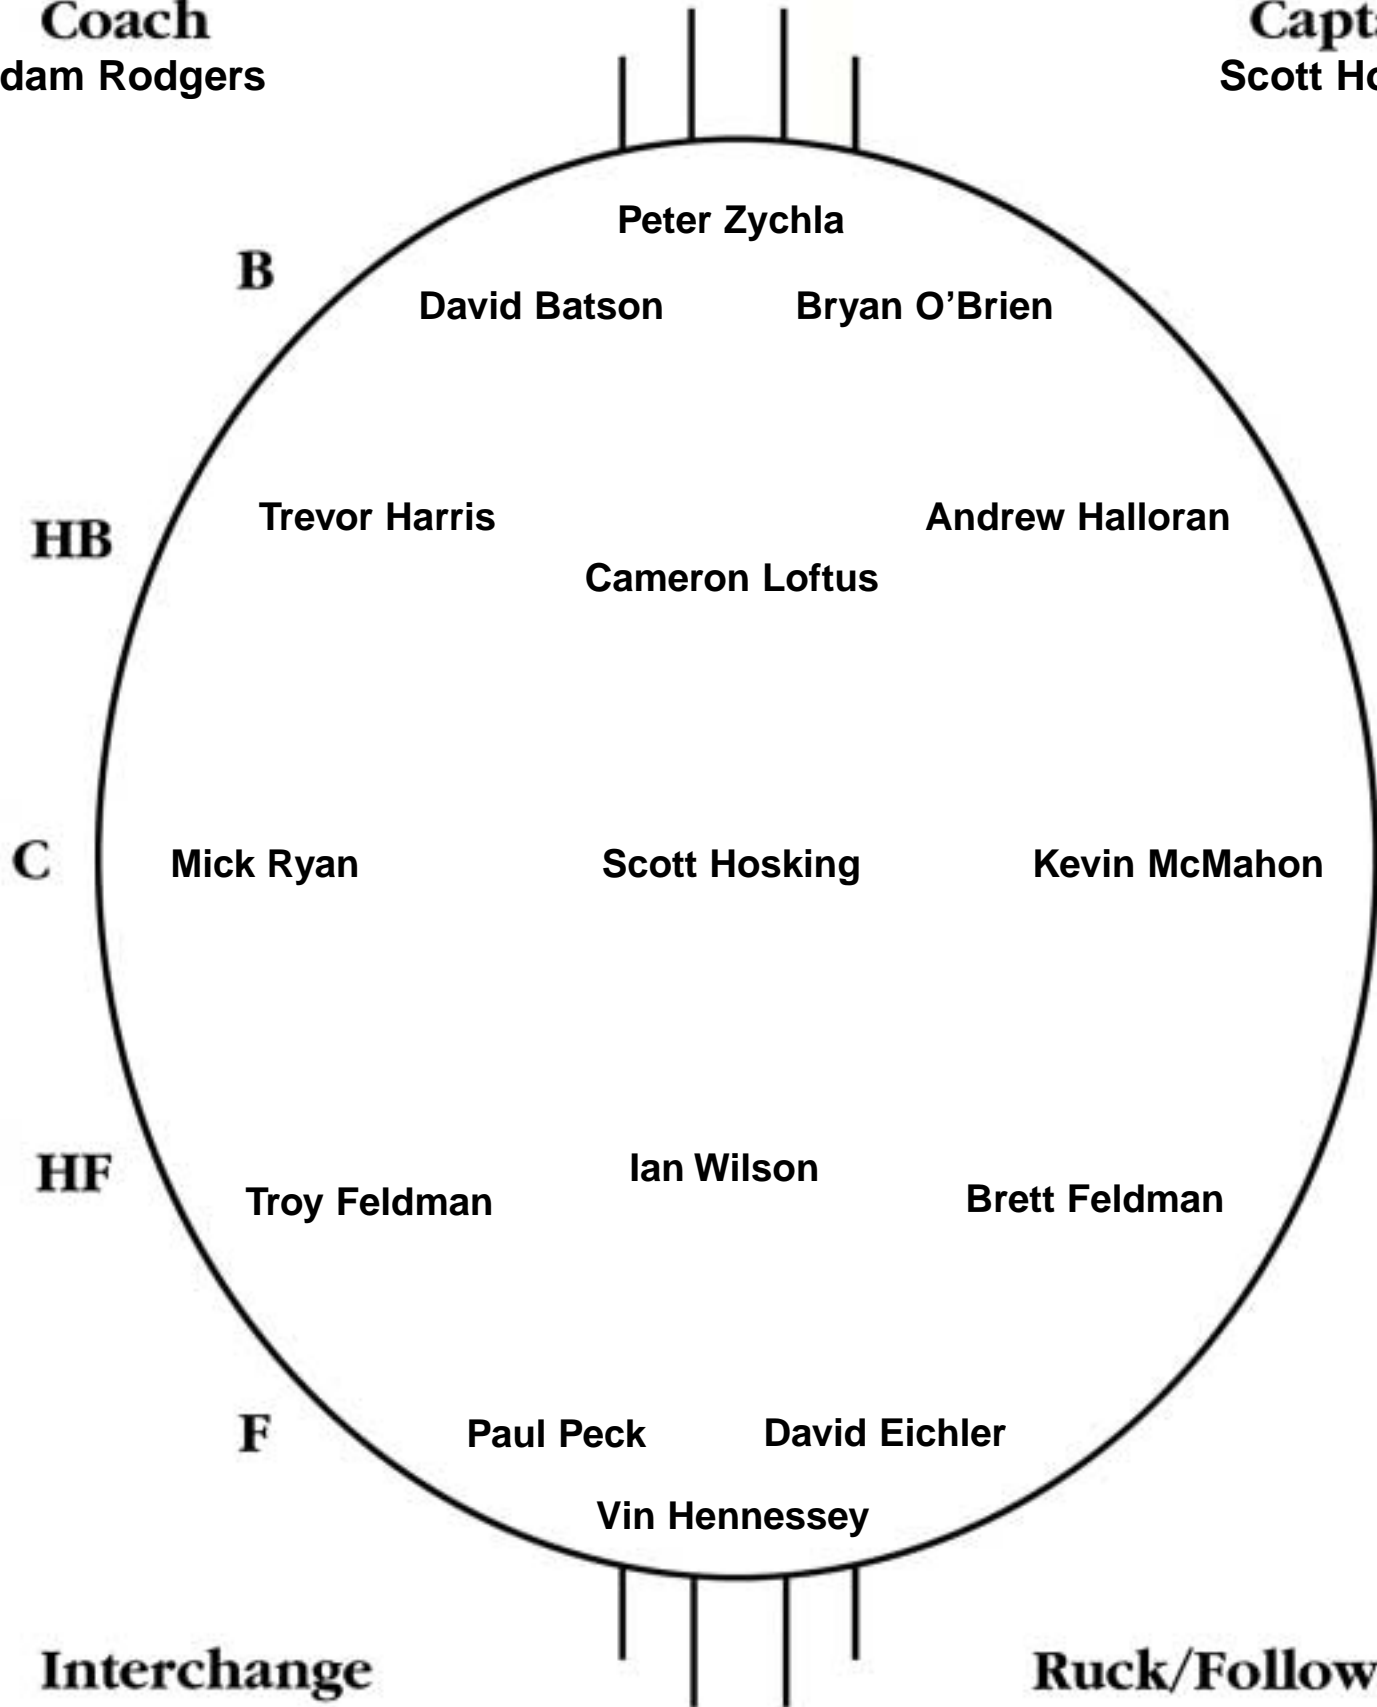 Coach
dam Rodgers
Capt
Scott Ho
Peter Zychla
B
David Batson Bryan O’Brien
Trevor Harris Andrew Halloran
HB
Cameron Loftus
C Mick Ryan Scott Hosking Kevin McMahon
Ian Wilson
HF
Troy Feldman Brett Feldman
F Paul Peck David Eichler
Vin Hennessey
Interchange Ruck/Follow